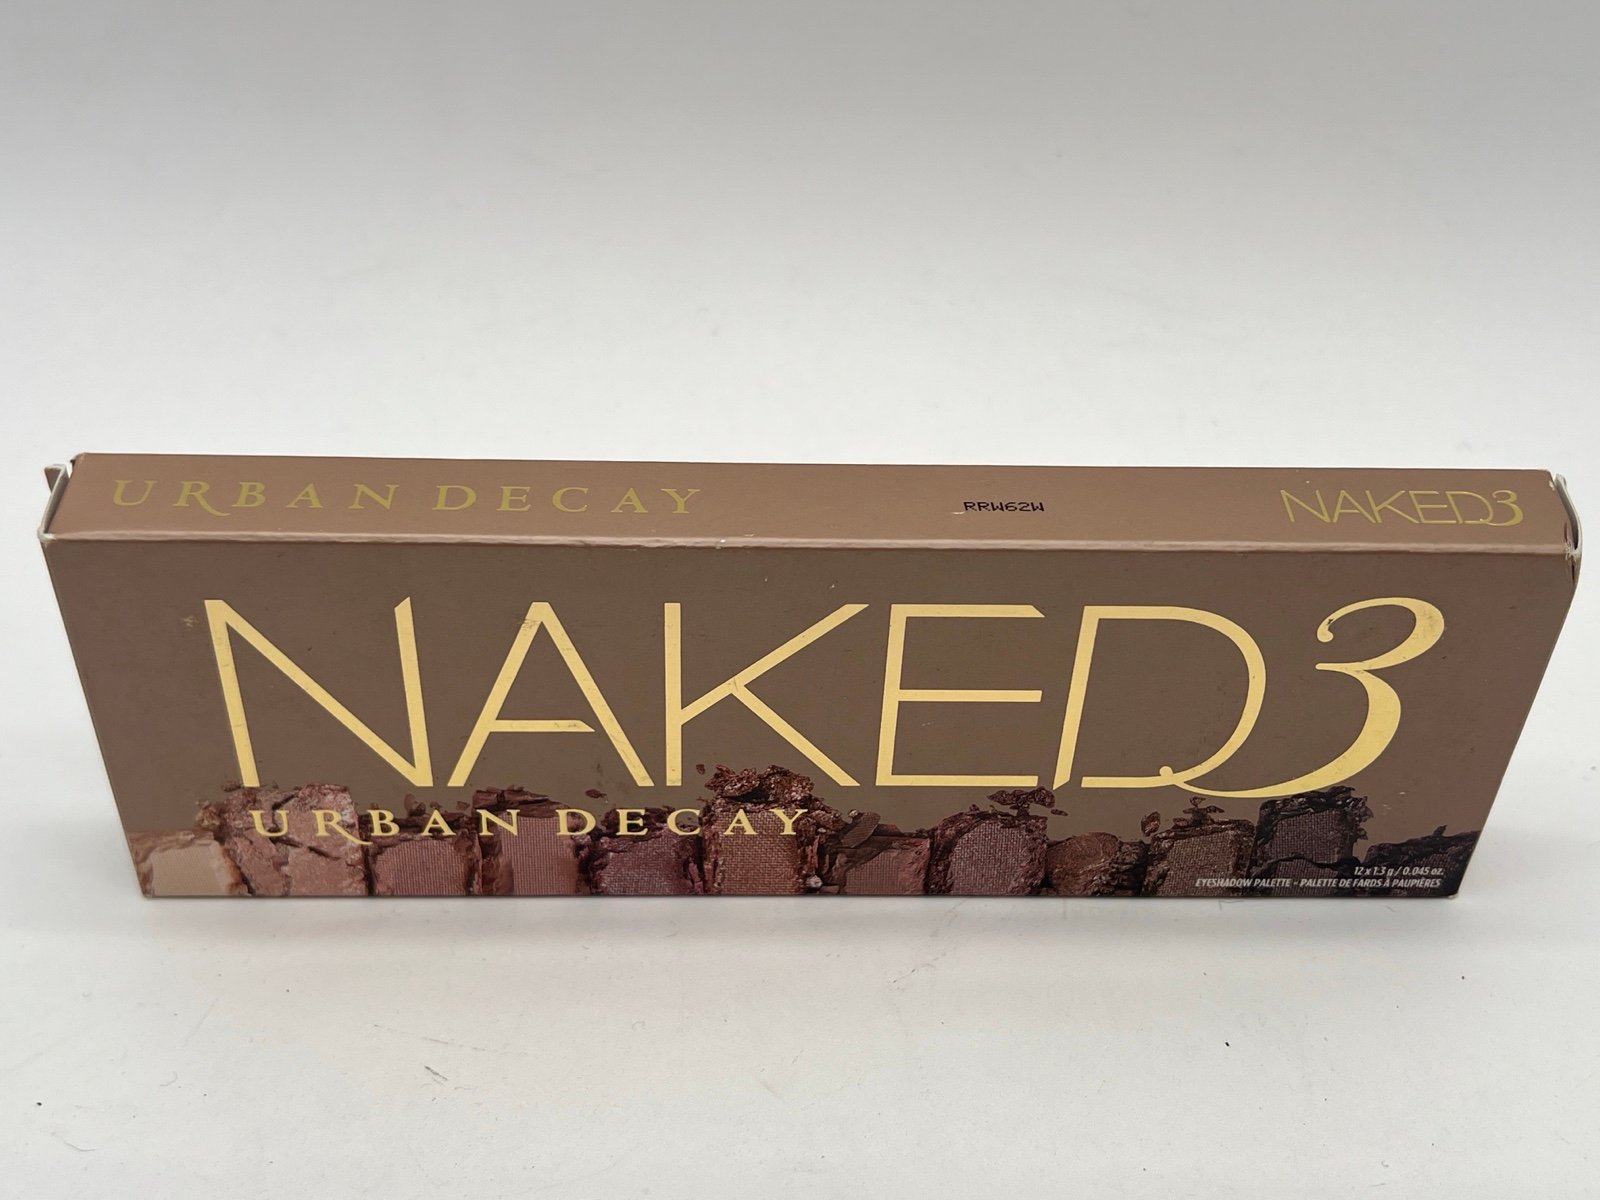 URBAN DECAY RRW62W NAKED3
NAKED3
URBAN DECAY
12 x 1.3 g / 0.045 oz.
EYESHADOW PALETTE - PALETTE DE FARDS À PAUPIÈRES